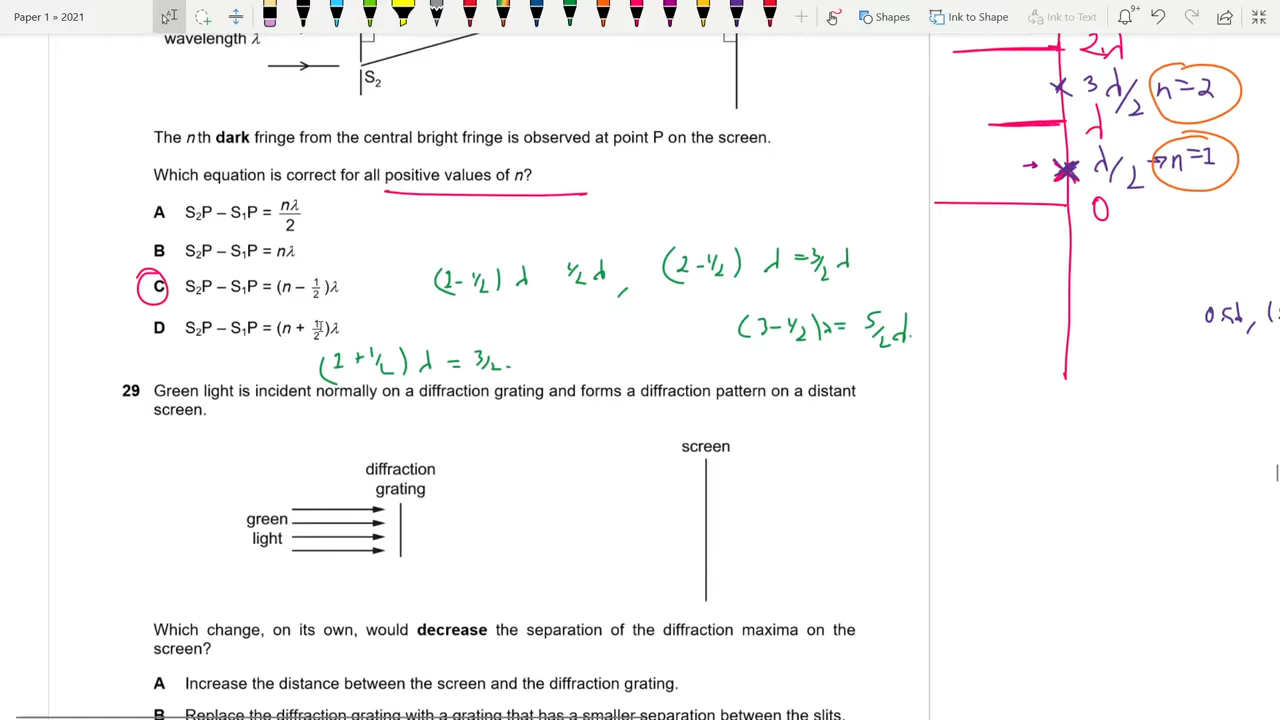 Paper 1 » 2021
Shapes
Ink to Shape
Ink to Text
9+
wavelength λ
S₂
The nth dark fringe from the central bright fringe is observed at point P on the screen.
Which equation is correct for all positive values of n?
A S₂P – S₁P = nλ/2
B S₂P – S₁P = nλ
C S₂P – S₁P = (n – 1/2)λ
D S₂P – S₁P = (n + 1/2)λ
(1-1/2) λ 1/2 λ, (2-1/2) λ = 3/2 λ
(3-1/2)λ = 5/2 λ.
(1+1/2) λ = 3/2.
2λ
3λ/2 n=2
λ
λ/2 → n=1
0
0.5λ, (
29 Green light is incident normally on a diffraction grating and forms a diffraction pattern on a distant
screen.
screen
diffraction
grating
green
light
Which change, on its own, would decrease the separation of the diffraction maxima on the
screen?
A Increase the distance between the screen and the diffraction grating.
B Replace the diffraction grating with a grating that has a smaller separation between the slits.